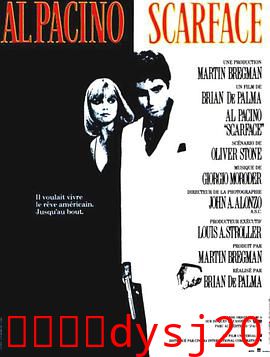 AL PACINO SCARFACE
UNE PRODUCTION
MARTIN BREGMAN
UN FILM DE
BRIAN DE PALMA
AL PACINO
"SCARFACE"
SCÉNARIO DE
OLIVER STONE
MUSIQUE DE
GIORGIO MORODER
DIRECTEUR DE LA PHOTOGRAPHIE
JOHN A. ALONZO
A.S.C.
PRODUCTEUR EXÉCUTIF
LOUIS A. STROLLER
PRODUIT PAR
MARTIN BREGMAN
RÉALISÉ PAR
BRIAN DE PALMA
Il voulait vivre
le rêve américain.
Jusqu'au bout.
dysj20